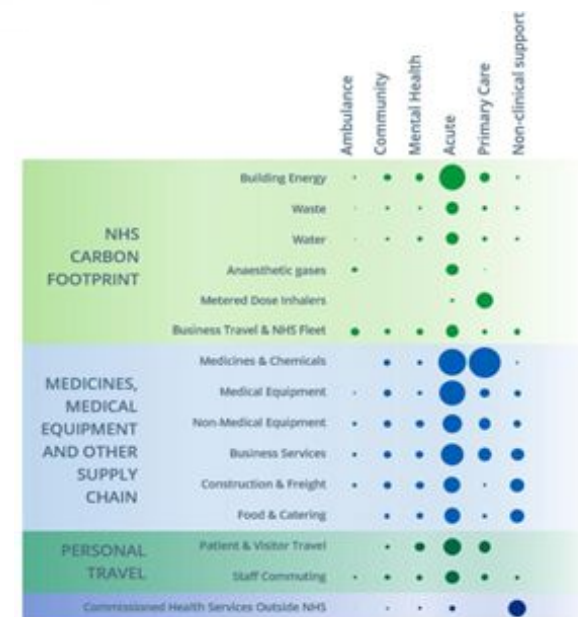 Ambulance
Community
Mental Health
Acute
Primary Care
Non-clinical support
NHS
CARBON
FOOTPRINT
Building Energy
Waste
Water
Anaesthetic gases
Metered Dose Inhalers
Business Travel & NHS Fleet
MEDICINES,
MEDICAL
EQUIPMENT
AND OTHER
SUPPLY
CHAIN
Medicines & Chemicals
Medical Equipment
Non-Medical Equipment
Business Services
Construction & Freight
Food & Catering
PERSONAL
TRAVEL
Patient & Visitor Travel
Staff Commuting
Commissioned Health Services Outside NHS